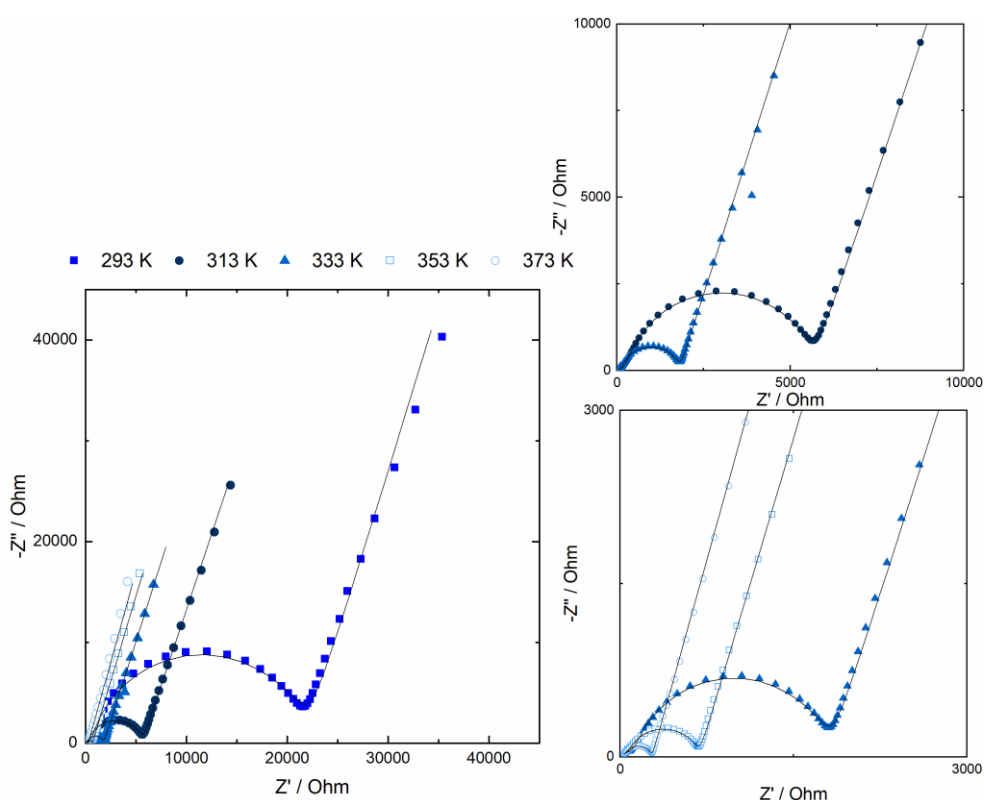 293 K 313 K 333 K 353 K 373 K
40000
20000
0
-Z'' / Ohm
0 10000 20000 30000 40000
Z' / Ohm
10000
5000
0
-Z'' / Ohm
0 5000 10000
Z' / Ohm
3000
0
-Z'' / Ohm
0 3000
Z' / Ohm